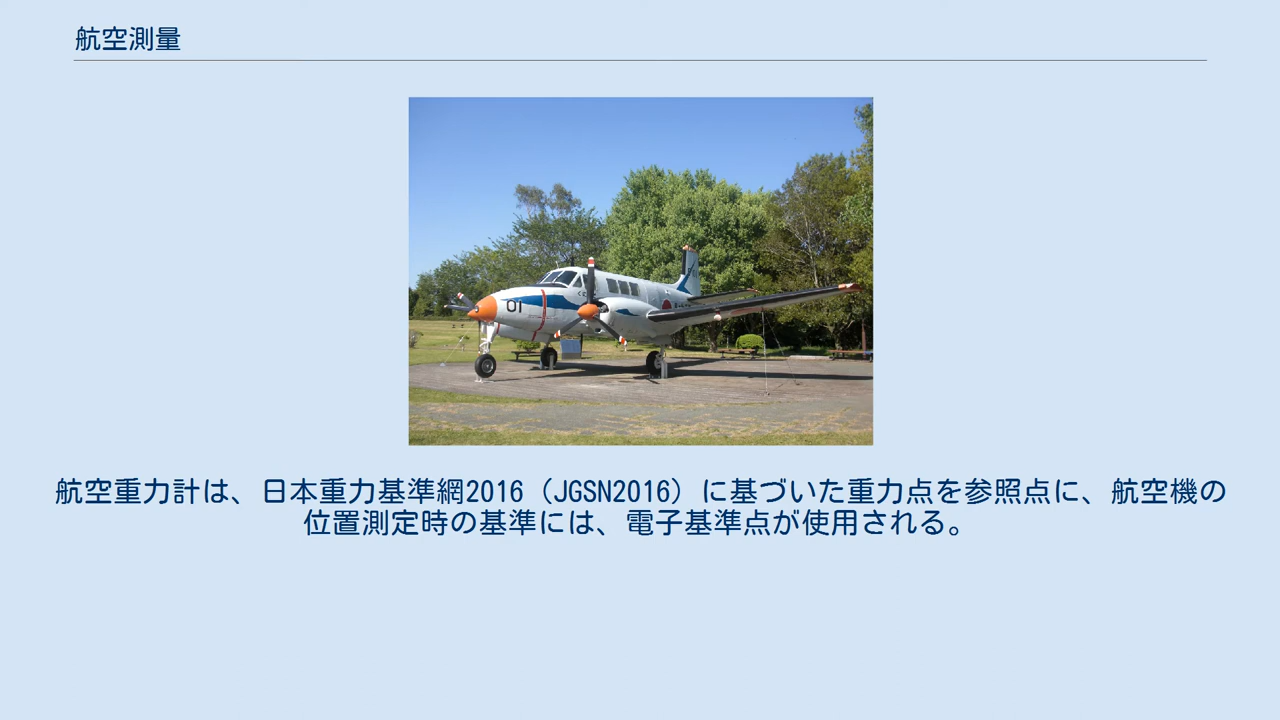 航空測量
01
航空重力計は、日本重力基準網2016（JGSN2016）に基づいた重力点を参照点に、航空機の
位置測定時の基準には、電子基準点が使用される。